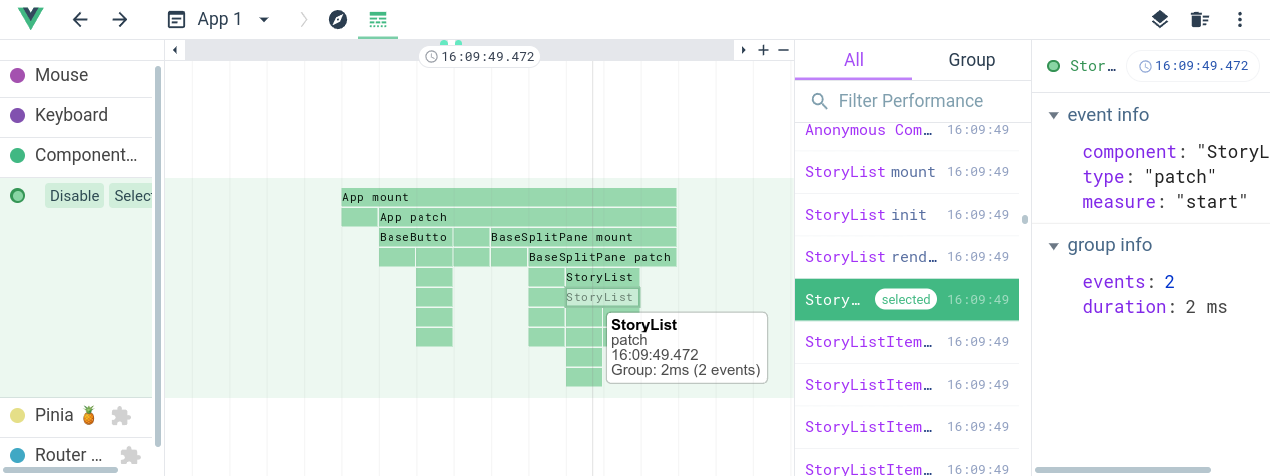 App 1
16:09:49.472
Mouse
Keyboard
Component…
Disable
Selec
Pinia 🍍
Router …
App mount
App patch
BaseButto
BaseSplitPane mount
BaseSplitPane patch
StoryList
StoryList
StoryList
patch
16:09:49.472
Group: 2ms (2 events)
All
Group
Filter Performance
Anonymous Com… 16:09:49
StoryList mount 16:09:49
StoryList init 16:09:49
StoryList rend… 16:09:49
Story… selected 16:09:49
StoryListItem… 16:09:49
StoryListItem… 16:09:49
StoryListItem… 16:09:49
StoryListItem… 16:09:49
Stor… 16:09:49.472
event info
component: "StoryL
type: "patch"
measure: "start"
group info
events: 2
duration: 2 ms